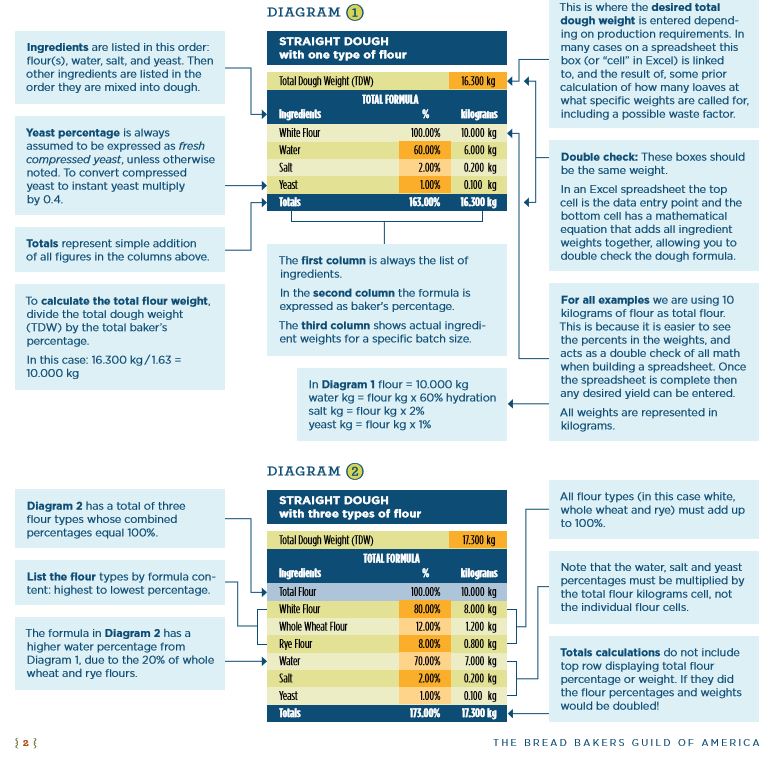 DIAGRAM 1
Ingredients are listed in this order:
flour(s), water, salt, and yeast. Then
other ingredients are listed in the
order they are mixed into dough.
Yeast percentage is always
assumed to be expressed as fresh
compressed yeast, unless otherwise
noted. To convert compressed
yeast to instant yeast multiply
by 0.4.
Totals represent simple addition
of all figures in the columns above.
To calculate the total flour weight,
divide the total dough weight
(TDW) by the total baker's
percentage.
In this case: 16.300 kg/1.63 =
10.000 kg
STRAIGHT DOUGH
with one type of flour
Total Dough Weight (TDW) 16.300 kg
TOTAL FORMULA
Ingredients % kilograms
White Flour 100.00% 10.000 kg
Water 60.00% 6.000 kg
Salt 2.00% 0.200 kg
Yeast 1.00% 0.100 kg
Totals 163.00% 16.300 kg
The first column is always the list of
ingredients.
In the second column the formula is
expressed as baker's percentage.
The third column shows actual ingredi-
ent weights for a specific batch size.
In Diagram 1 flour = 10.000 kg
water kg = flour kg x 60% hydration
salt kg = flour kg x 2%
yeast kg = flour kg x 1%
This is where the desired total
dough weight is entered depend-
ing on production requirements. In
many cases on a spreadsheet this
box (or "cell" in Excel) is linked
to, and the result of, some prior
calculation of how many loaves at
what specific weights are called for,
including a possible waste factor.
Double check: These boxes should
be the same weight.
In an Excel spreadsheet the top
cell is the data entry point and the
bottom cell has a mathematical
equation that adds all ingredient
weights together, allowing you to
double check the dough formula.
For all examples we are using 10
kilograms of flour as total flour.
This is because it is easier to see
the percents in the weights, and
acts as a double check of all math
when building a spreadsheet. Once
the spreadsheet is complete then
any desired yield can be entered.
All weights are represented in
kilograms.
DIAGRAM 2
Diagram 2 has a total of three
flour types whose combined
percentages equal 100%.
List the flour types by formula con-
tent: highest to lowest percentage.
The formula in Diagram 2 has a
higher water percentage from
Diagram 1, due to the 20% of whole
wheat and rye flours.
STRAIGHT DOUGH
with three types of flour
Total Dough Weight (TDW) 17.300 kg
TOTAL FORMULA
Ingredients % kilograms
Total Flour 100.00% 10.000 kg
White Flour 80.00% 8.000 kg
Whole Wheat Flour 12.00% 1.200 kg
Rye Flour 8.00% 0.800 kg
Water 70.00% 7.000 kg
Salt 2.00% 0.200 kg
Yeast 1.00% 0.100 kg
Totals 173.00% 17.300 kg
All flour types (in this case white,
whole wheat and rye) must add up
to 100%.
Note that the water, salt and yeast
percentages must be multiplied by
the total flour kilograms cell, not
the individual flour cells.
Totals calculations do not include
top row displaying total flour
percentage or weight. If they did
the flour percentages and weights
would be doubled!
{ 2 {
THE BREAD BAKERS GUILD OF AMERICA